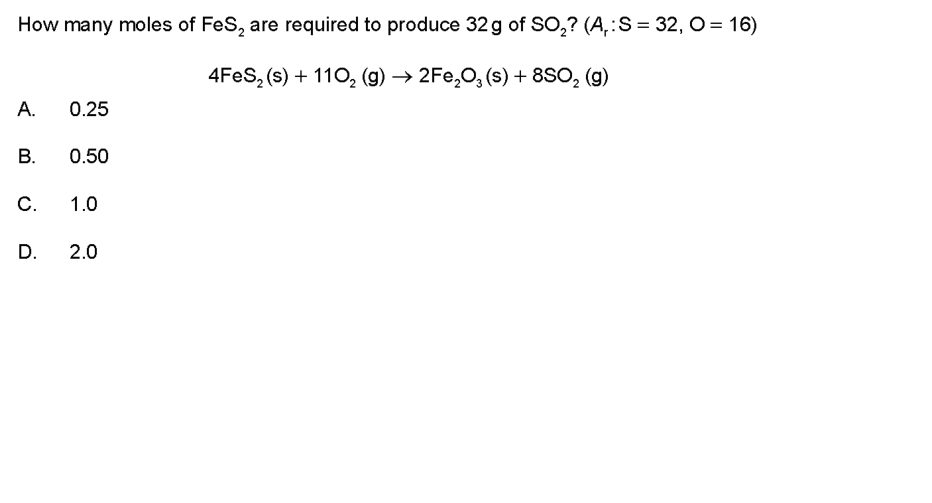 How many moles of FeS₂ are required to produce 32 g of SO₂? (Aᵣ: S = 32, O = 16)
4FeS₂ (s) + 11O₂ (g) → 2Fe₂O₃ (s) + 8SO₂ (g)
A. 0.25
B. 0.50
C. 1.0
D. 2.0